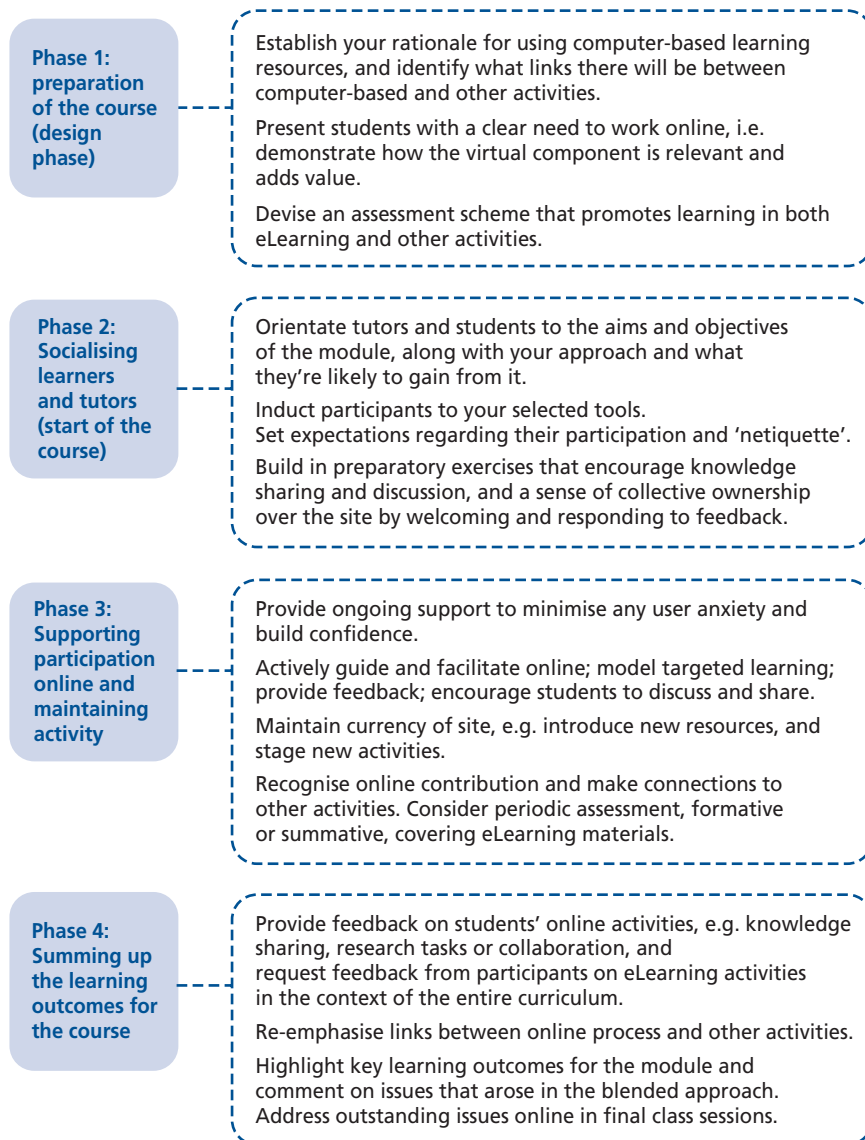 Phase 1:
preparation
of the course
(design
phase)
Establish your rationale for using computer-based learning
resources, and identify what links there will be between
computer-based and other activities.
Present students with a clear need to work online, i.e.
demonstrate how the virtual component is relevant and
adds value.
Devise an assessment scheme that promotes learning in both
eLearning and other activities.
Phase 2:
Socialising
learners
and tutors
(start of the
course)
Orientate tutors and students to the aims and objectives
of the module, along with your approach and what
they’re likely to gain from it.
Induct participants to your selected tools.
Set expectations regarding their participation and ‘netiquette’.
Build in preparatory exercises that encourage knowledge
sharing and discussion, and a sense of collective ownership
over the site by welcoming and responding to feedback.
Phase 3:
Supporting
participation
online and
maintaining
activity
Provide ongoing support to minimise any user anxiety and
build confidence.
Actively guide and facilitate online; model targeted learning;
provide feedback; encourage students to discuss and share.
Maintain currency of site, e.g. introduce new resources, and
stage new activities.
Recognise online contribution and make connections to
other activities. Consider periodic assessment, formative
or summative, covering eLearning materials.
Phase 4:
Summing up
the learning
outcomes for
the course
Provide feedback on students’ online activities, e.g. knowledge
sharing, research tasks or collaboration, and
request feedback from participants on eLearning activities
in the context of the entire curriculum.
Re-emphasise links between online process and other activities.
Highlight key learning outcomes for the module and
comment on issues that arose in the blended approach.
Address outstanding issues online in final class sessions.